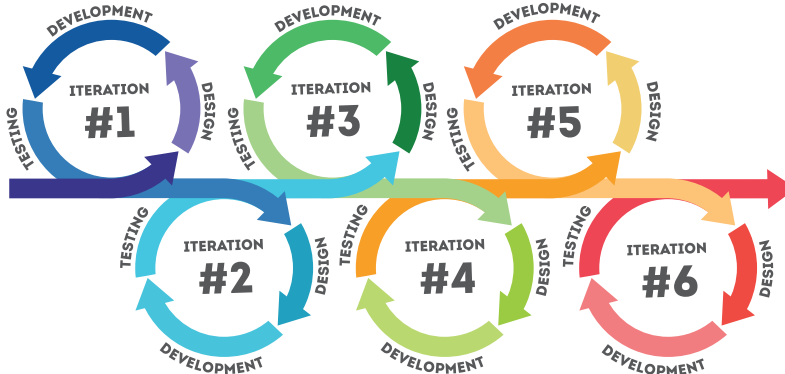 DEVELOPMENT
ITERATION
#1
DESIGN
TESTING
DEVELOPMENT
ITERATION
#3
DESIGN
TESTING
DEVELOPMENT
ITERATION
#5
DESIGN
TESTING
TESTING
ITERATION
#2
DESIGN
DEVELOPMENT
TESTING
ITERATION
#4
DESIGN
DEVELOPMENT
TESTING
ITERATION
#6
DESIGN
DEVELOPMENT